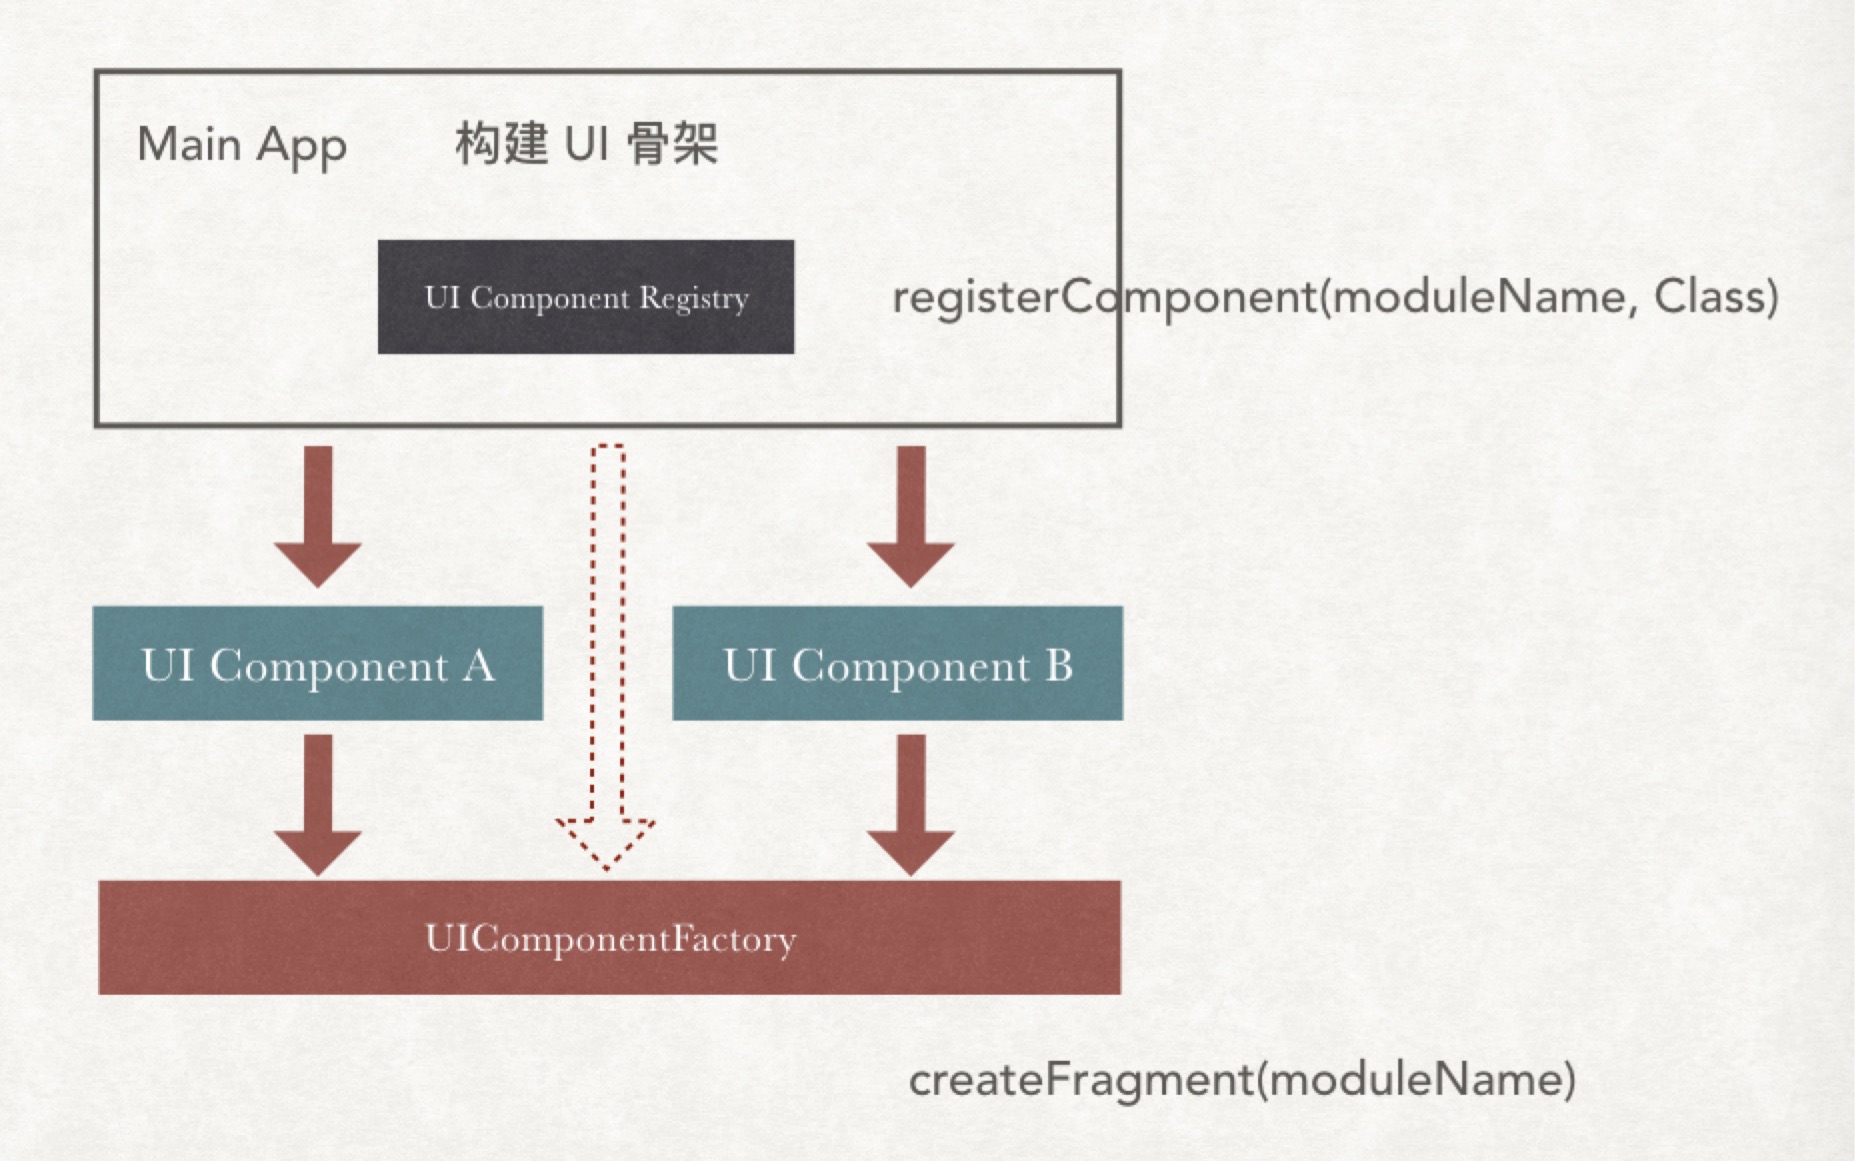 Main App
构建 UI 骨架
UI Component Registry
registerComponent(moduleName, Class)
UI Component A
UI Component B
UIComponentFactory
createFragment(moduleName)